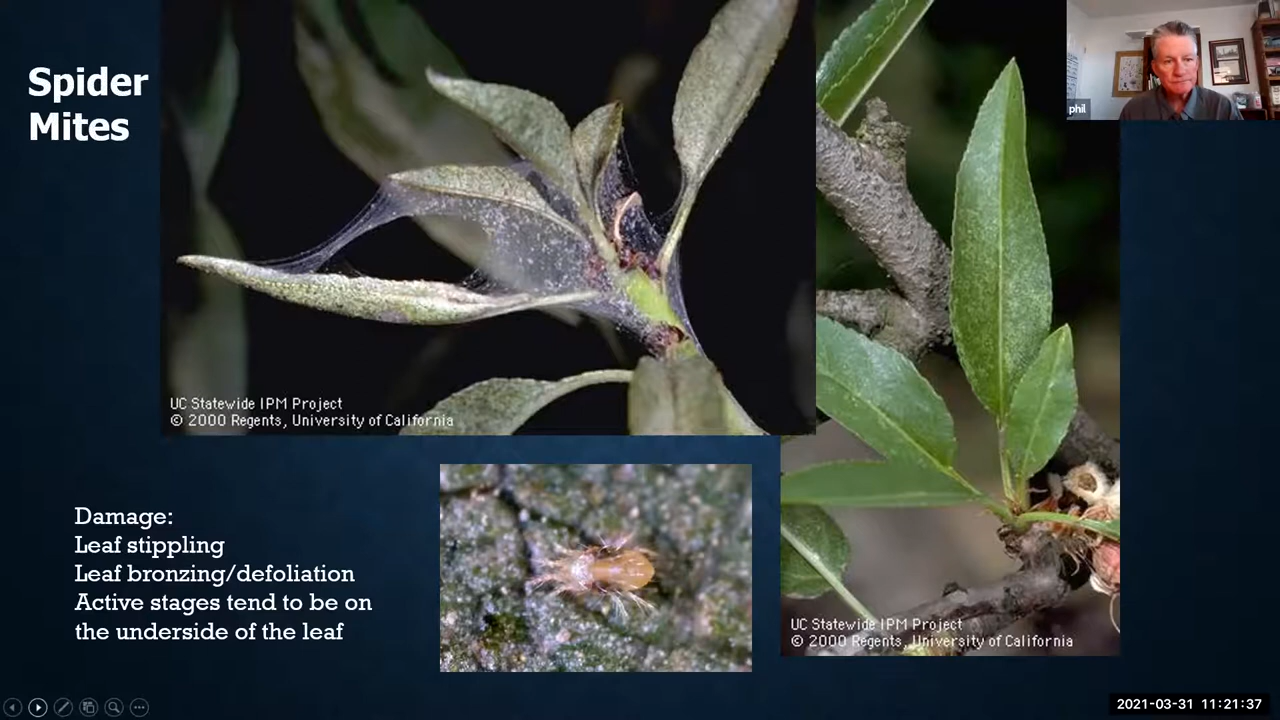 Spider
Mites
phil
UC Statewide IPM Project
© 2000 Regents, University of California
Damage:
Leaf stippling
Leaf bronzing/defoliation
Active stages tend to be on
the underside of the leaf
UC Statewide IPM Project
© 2000 Regents, University of California
2021-03-31 11:21:37